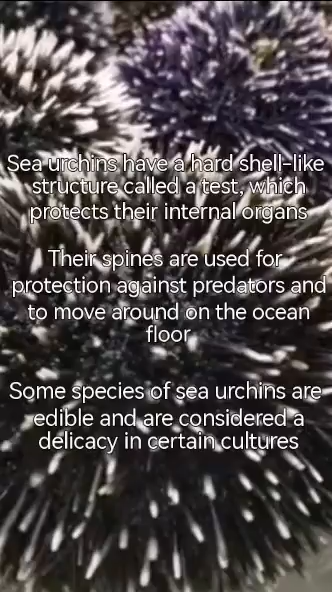 Sea urchins have a hard shell-like
structure called a test, which
protects their internal organs
Their spines are used for
protection against predators and
to move around on the ocean
floor
Some species of sea urchins are
edible and are considered a
delicacy in certain cultures